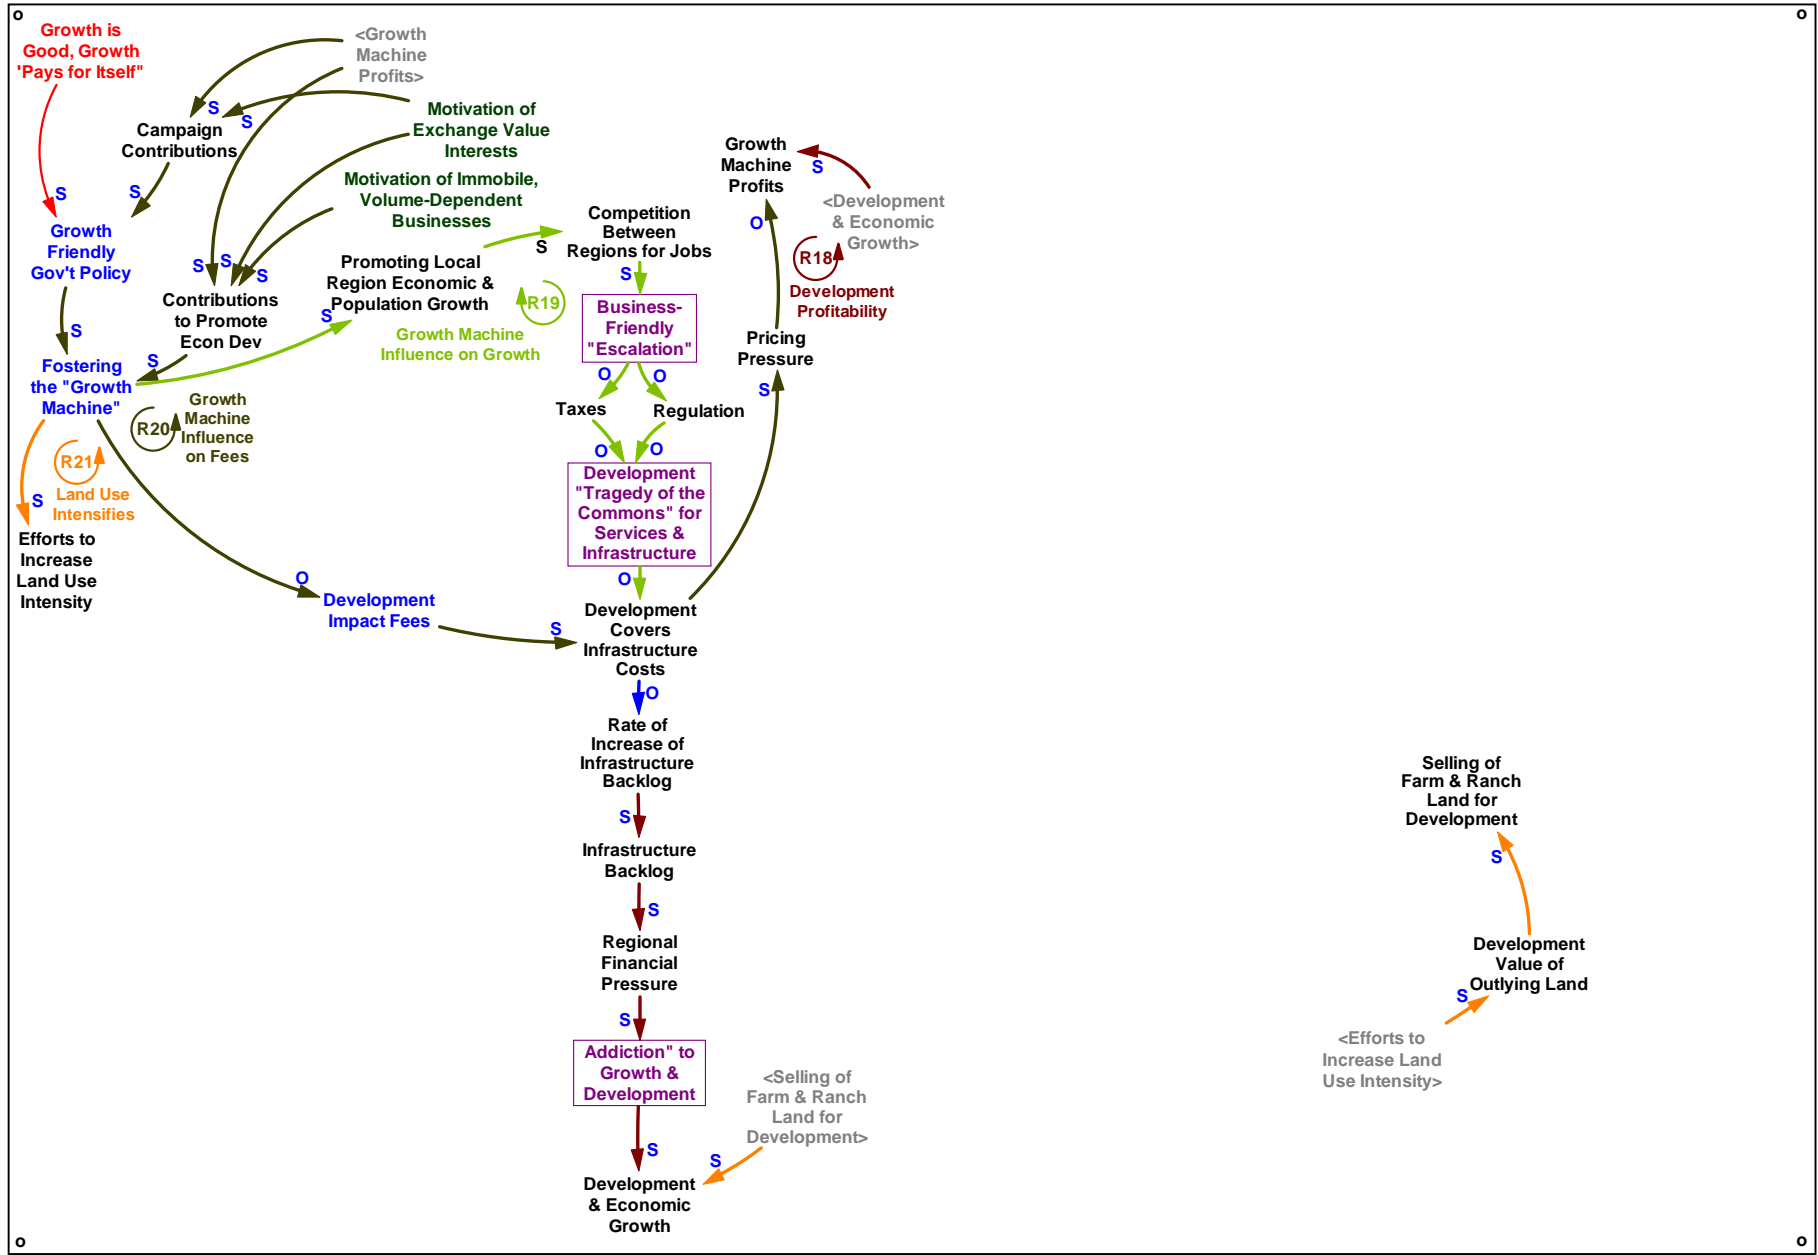 o
o
Growth is
Good, Growth
'Pays for Itself"
<Growth
Machine
Profits>
S
S
Motivation of
Exchange Value
Interests
Campaign
Contributions
Motivation of Immobile,
Volume-Dependent
Businesses
S
S
Growth
Friendly
Gov't Policy
S
S
S
Contributions
to Promote
Econ Dev
S
S
Fostering
the "Growth
Machine"
Promoting Local
Region Economic &
Population Growth
S
R19
Growth Machine
Influence on Growth
S
Competition
Between
Regions for Jobs
S
Business-
Friendly
"Escalation"
O
O
Taxes
Regulation
O
O
Development
"Tragedy of the
Commons" for
Services &
Infrastructure
O
Growth
Machine
Profits
S
<Development
& Economic
Growth>
O
R18
Development
Profitability
Pricing
Pressure
S
R20
Growth
Machine
Influence
on Fees
R21
Land Use
Intensifies
S
Efforts to
Increase
Land Use
Intensity
O
Development
Impact Fees
S
Development
Covers
Infrastructure
Costs
O
Rate of
Increase of
Infrastructure
Backlog
S
Infrastructure
Backlog
S
Regional
Financial
Pressure
S
Addiction" to
Growth &
Development
S
<Selling of
Farm & Ranch
Land for
Development>
S
Development
& Economic
Growth
Selling of
Farm & Ranch
Land for
Development
S
Development
Value of
Outlying Land
S
<Efforts to
Increase Land
Use Intensity>
o
o